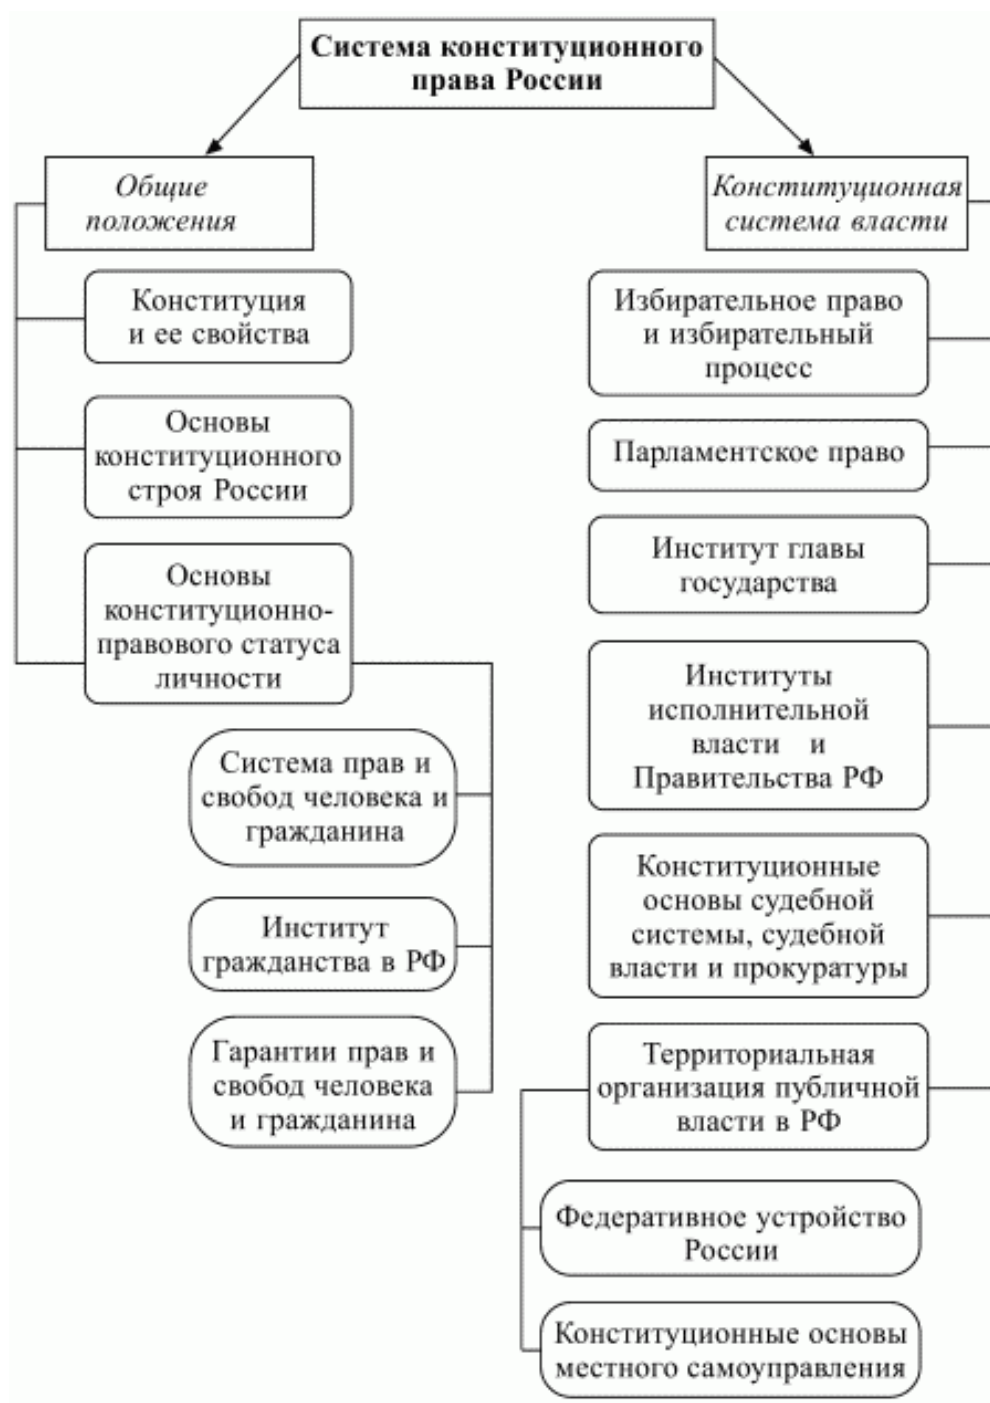 Система конституционного
права России
Общие
положения
Конституция
и ее свойства
Основы
конституционного
строя России
Основы
конституционно-
правового статуса
личности
Система прав и
свобод человека и
гражданина
Институт
гражданства в РФ
Гарантии прав и
свобод человека
и гражданина
Конституционная
система власти
Избирательное право
и избирательный
процесс
Парламентское право
Институт главы
государства
Институты
исполнительной
власти и
Правительства РФ
Конституционные
основы судебной
системы, судебной
власти и прокуратуры
Территориальная
организация публичной
власти в РФ
Федеративное устройство
России
Конституционные основы
местного самоуправления